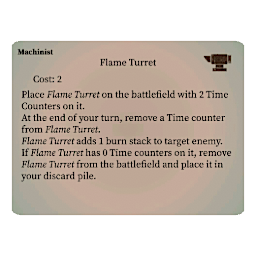 Machinist
Flame Turret
Cost: 2
Place Flame Turret on the battlefield with 2 Time
Counters on it.
At the end of your turn, remove a Time counter
from Flame Turret.
Flame Turret adds 1 burn stack to target enemy.
If Flame Turret has 0 Time counters on it, remove
Flame Turret from the battlefield and place it in
your discard pile.